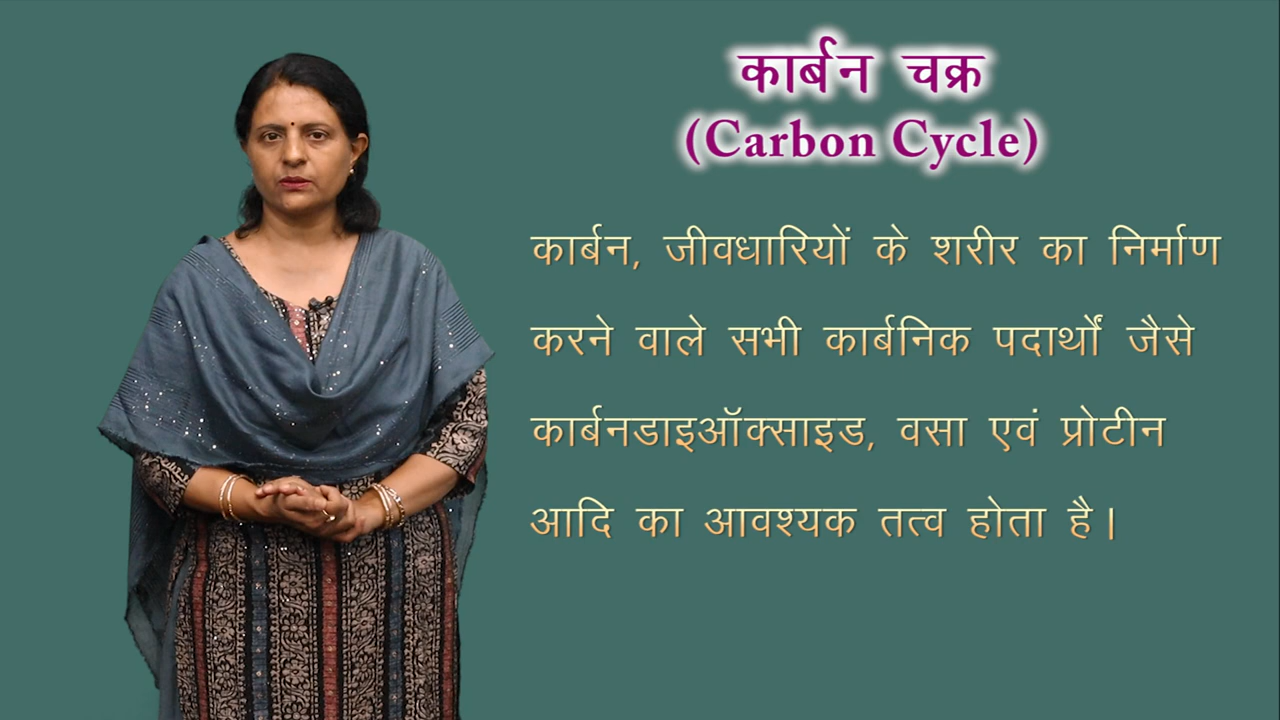 कार्बन चक्र
(Carbon Cycle)
कार्बन, जीवधारियों के शरीर का निर्माण
करने वाले सभी कार्बनिक पदार्थों जैसे
कार्बनडाइऑक्साइड, वसा एवं प्रोटीन
आदि का आवश्यक तत्व होता है।